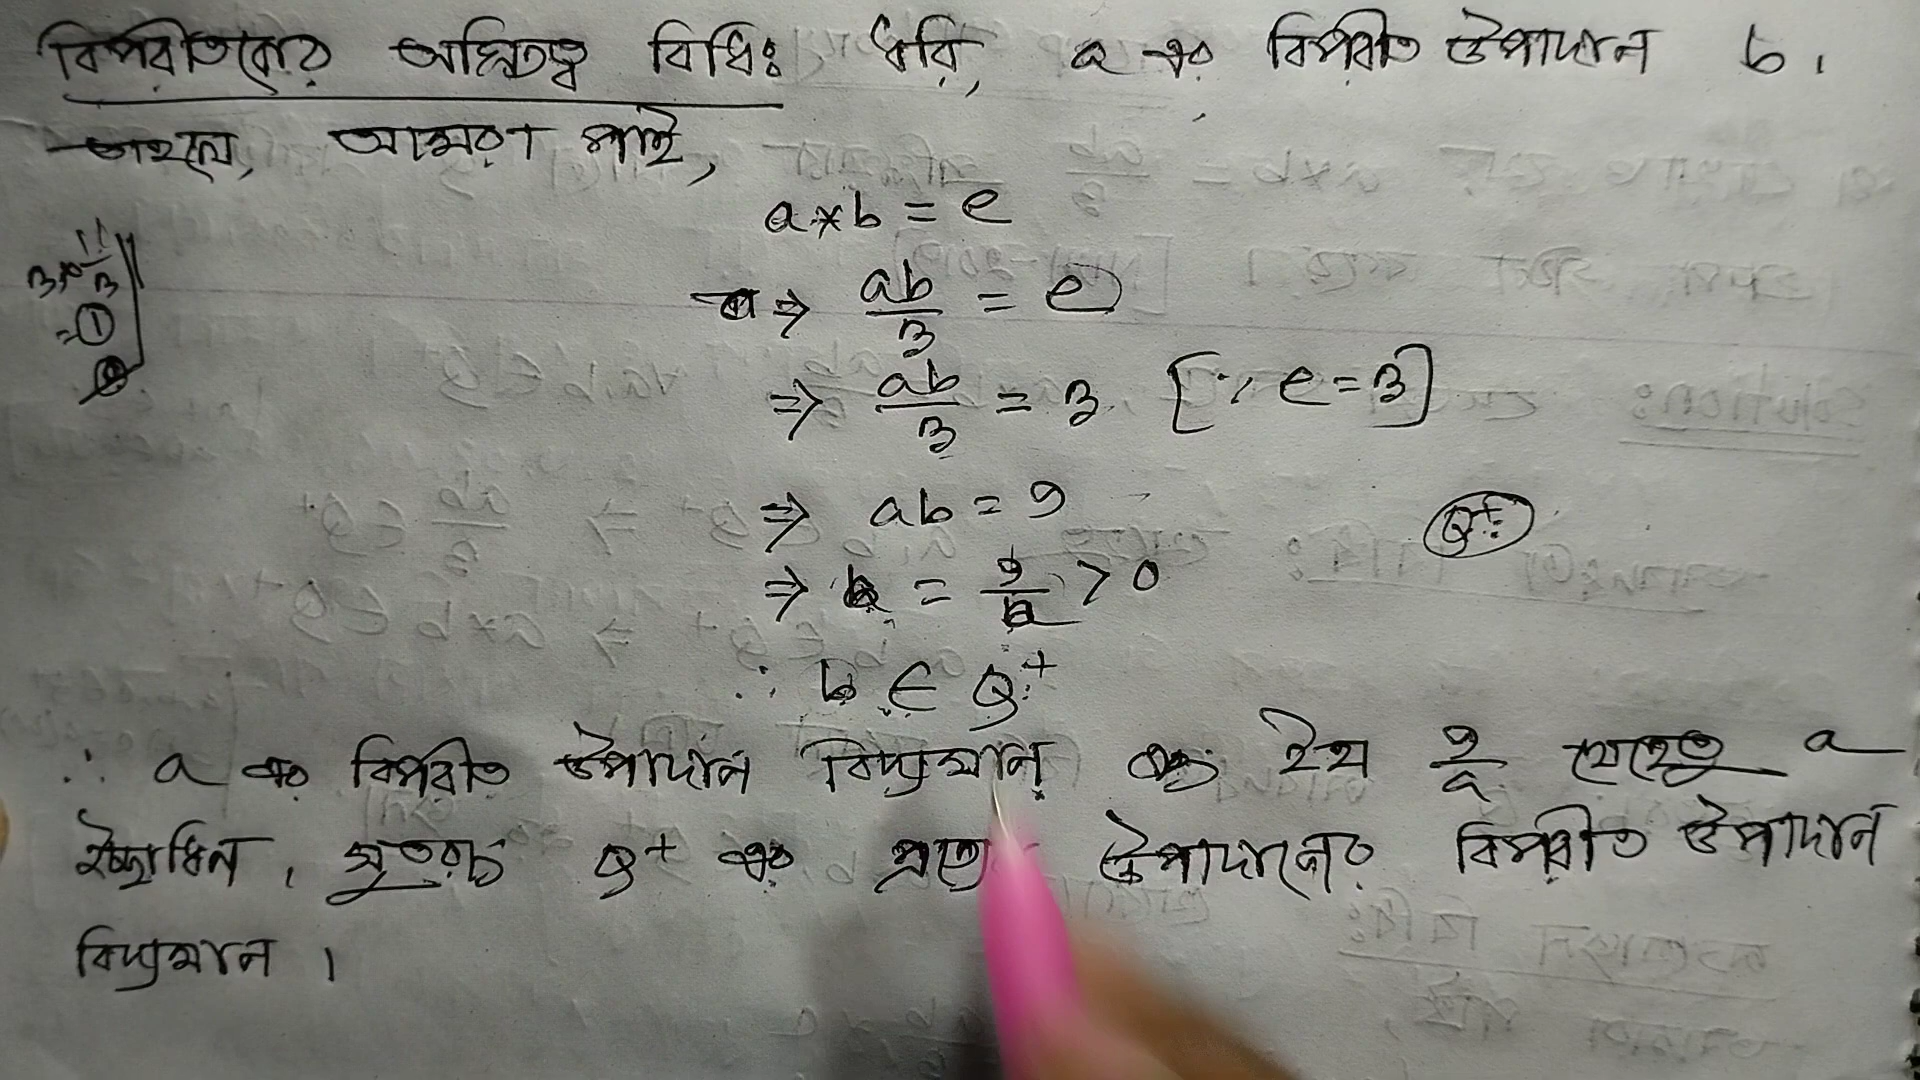 বিপরীতকের অস্তিত্ব বিধিঃ ধরি, a এর বিপরীত উপাদান b.
তাহলে, আমরা পাই,
a*b = e
⇒ ab/3 = e
⇒ ab/3 = 3 [∵ e = 3]
⇒ ab = 9
Q+
⇒ b = 9/a > 0
∴ b ∈ Q+
∴ a এর বিপরীত উপাদান বিদ্যমান এবং ইহা 9/a যেহেতু a
ইচ্ছাধিন, সুতরাং Q+ এর উপাদানের বিপরীত উপাদান
বিদ্যমান ।